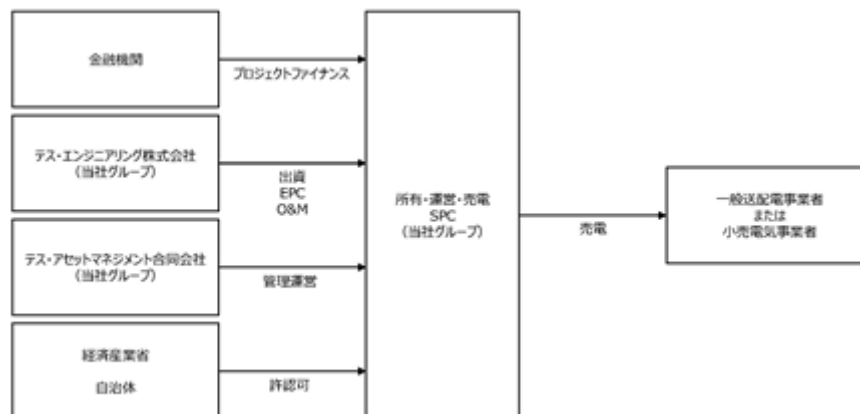 金融機関
プロジェクトファイナンス
テス・エンジニアリング株式会社
(当社グループ)
出資
EPC
O&M
テス・アセットマネジメント合同会社
(当社グループ)
管理運営
経済産業省
自治体
許認可
所有・運営・売電
SPC
(当社グループ)
売電
一般送配電事業者
または
小売電気事業者